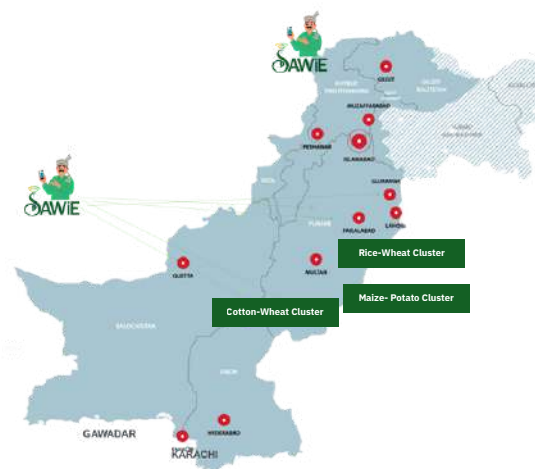 SAWiE
GILGIT
MUZAFFARABAD
PESHAWAR
ISLAMABAD
SAWiE
LAHORE
FAISALABAD
PUNJAB
Rice-Wheat Cluster
MULTAN
QUETTA
Maize- Potato Cluster
Cotton-Wheat Cluster
BALOCHISTAN
SINDH
HYDERABAD
GAWADAR
KARACHI